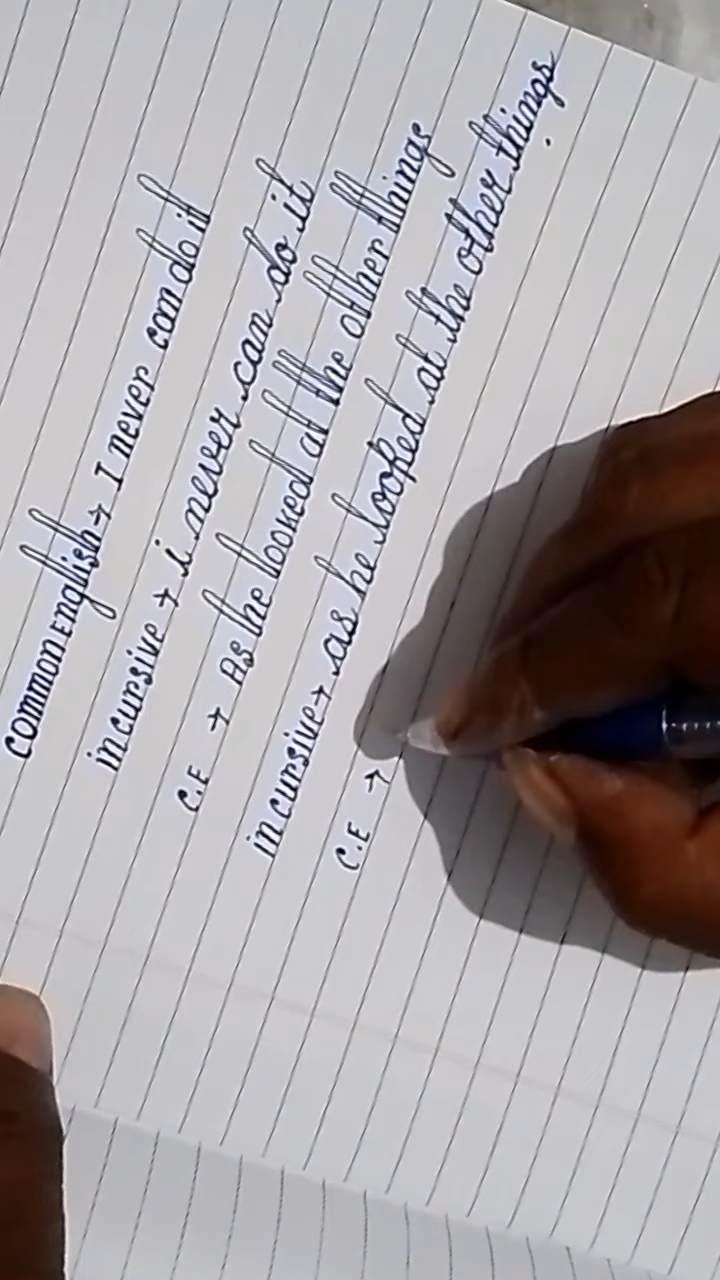 common English → I never can do it
in cursive → i never can do it
C.E → As he looked at the other things
in cursive → as he looked at the other things.
C.E →